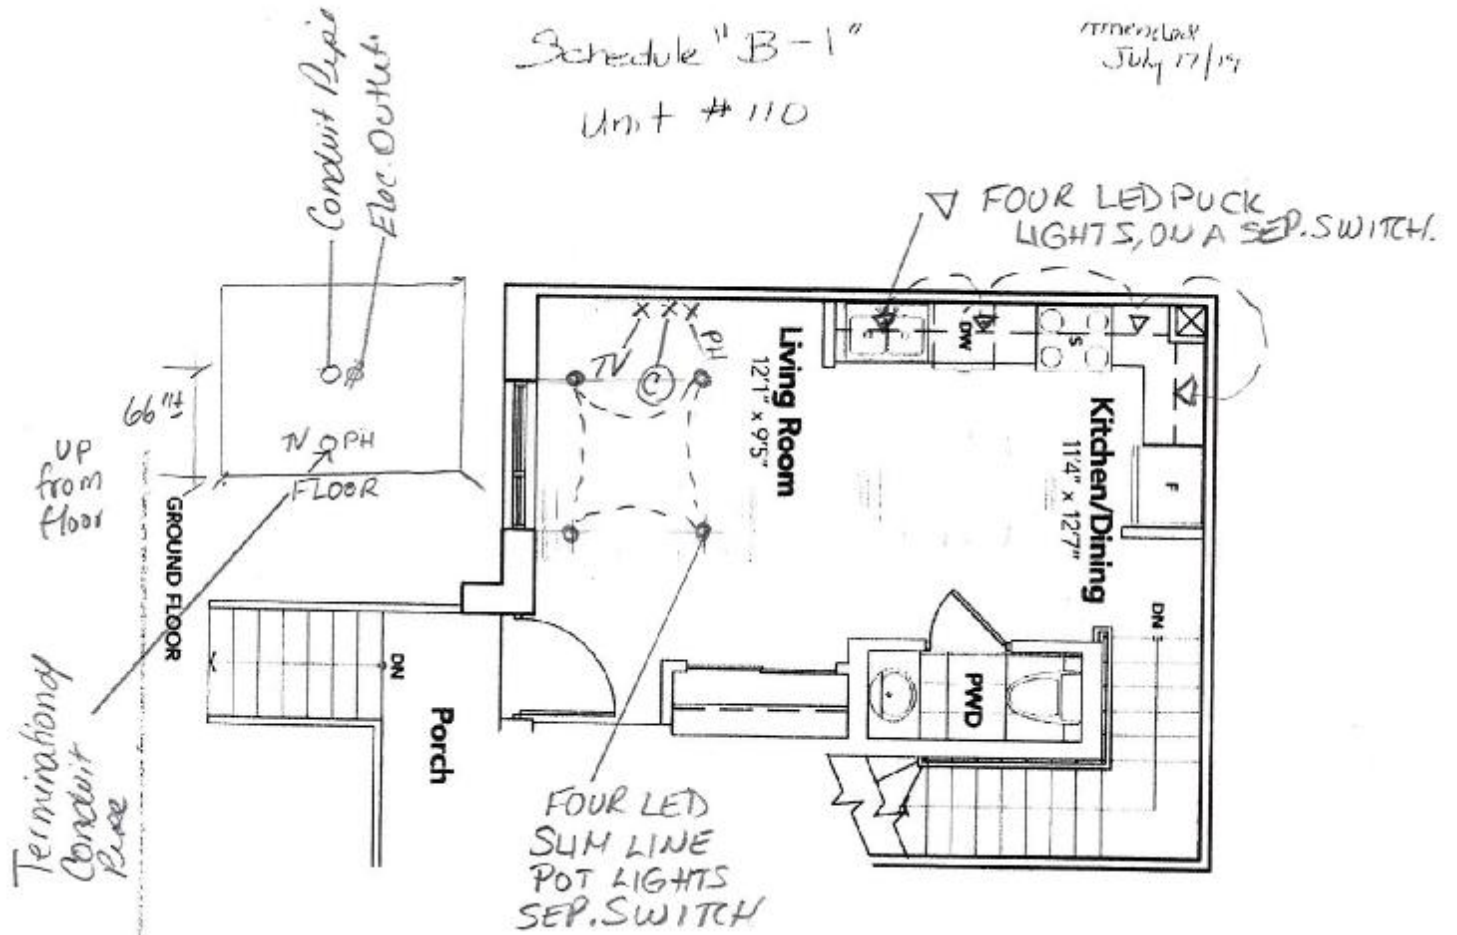 Schedule "B-1"
Unit #110
Amended
July 17/19
Conduit Pipe
Elec. Outlet
FOUR LED PUCK
LIGHTS, ON A SEP. SWITCH.
66"±
UP
from
floor
TV PH
FLOOR
GROUND FLOOR
Terminationof
Conduit
Pipe
TV
C
PH
Living Room
12'1" x 9'5"
DW
S
Kitchen/Dining
11'4" x 12'7"
F
DN
PWD
DN
Porch
FOUR LED
SLIM LINE
POT LIGHTS
SEP. SWITCH